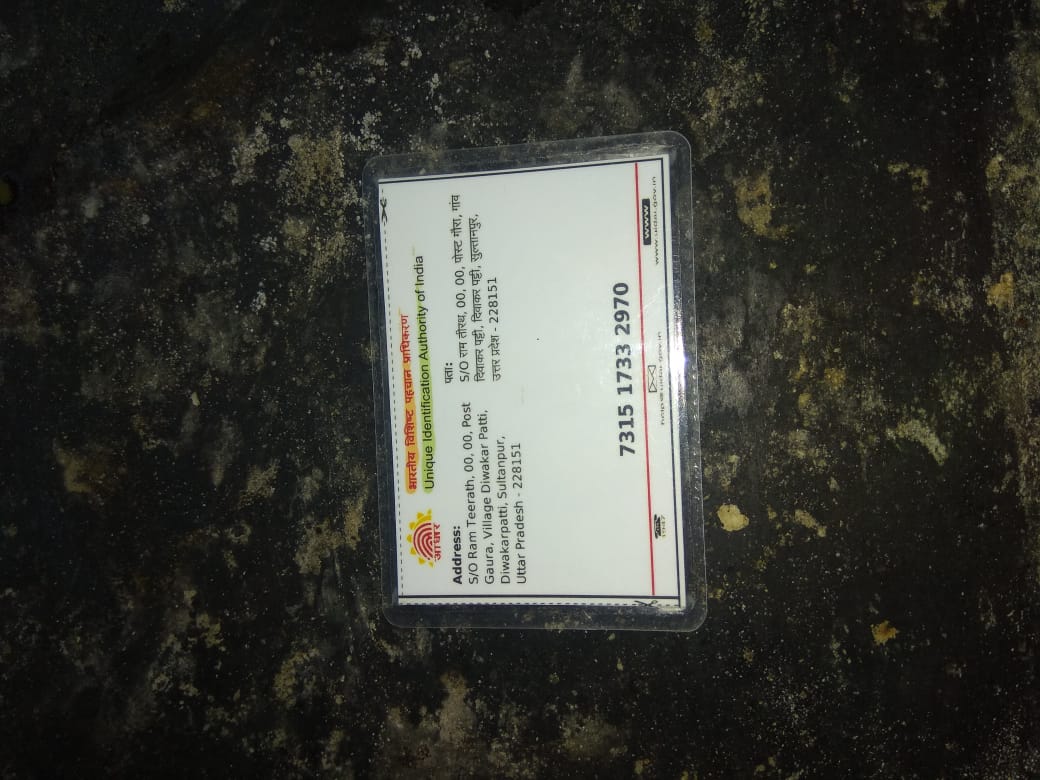 भारतीय विशिष्ट पहचान प्राधिकरण
Unique Identification Authority of India
आधार
Address:
S/O Ram Teerath, 00, 00, Post
Gaura, Village Diwakar Patti,
Diwakarpatti, Sultanpur,
Uttar Pradesh - 228151
पता:
S/O राम तीरथ, 00, 00, पोस्ट गौरा, गांव
दिवाकर पट्टी, दिवाकर पट्टी, सुल्तानपुर,
उत्तर प्रदेश - 228151
7315 1733 2970
1947
help@uidai.gov.in
www
www.uidai.gov.in